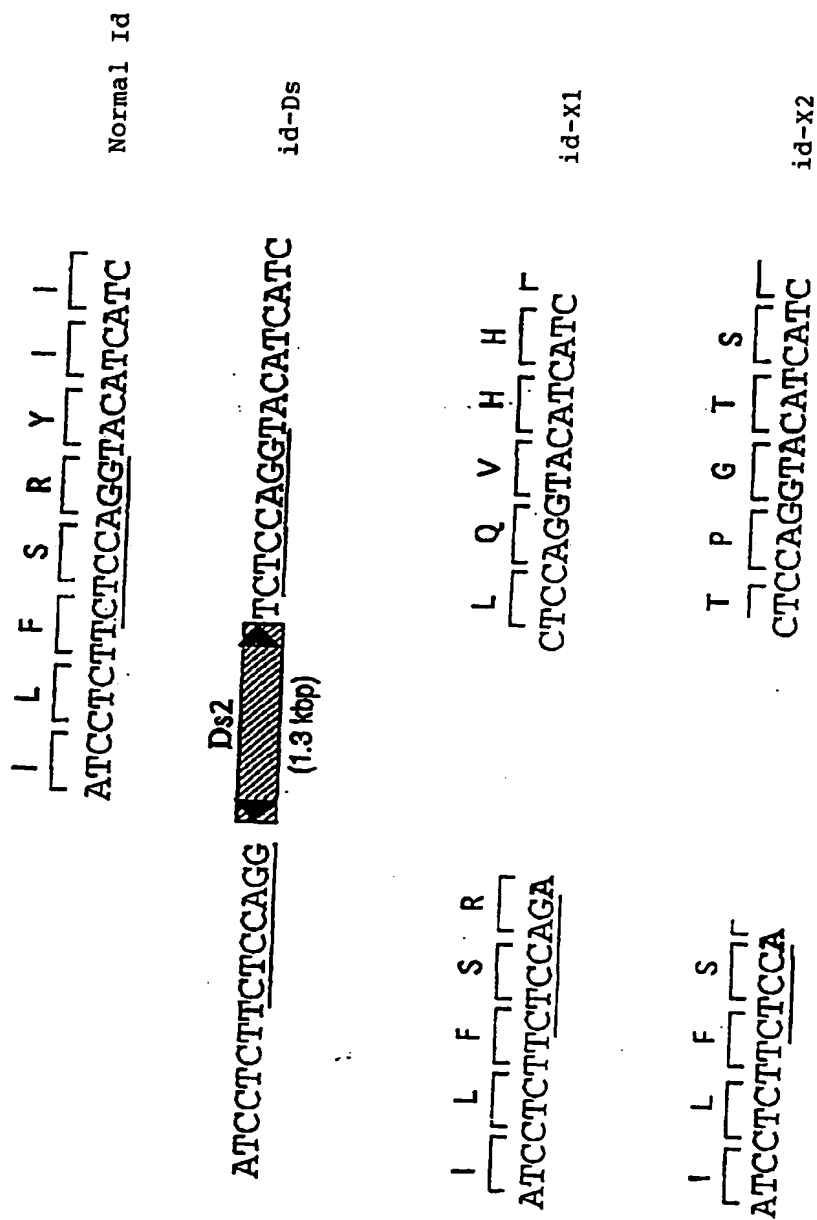 I L F S R Y I I
ATCCTCTTCTCCAGGTACATCATC
Normal Id
Ds2
ATCCTCTTCTCCAGG TCTCCAGGTACATCATC
id-Ds
(1.3 kbp)
I L F S R L Q V H H
ATCCTCTTCTCCAGA CTCCAGGTACATCATC
id-X1
I L F S T P G T S
ATCCTCTTCTCCA CTCCAGGTACATCATC
id-X2